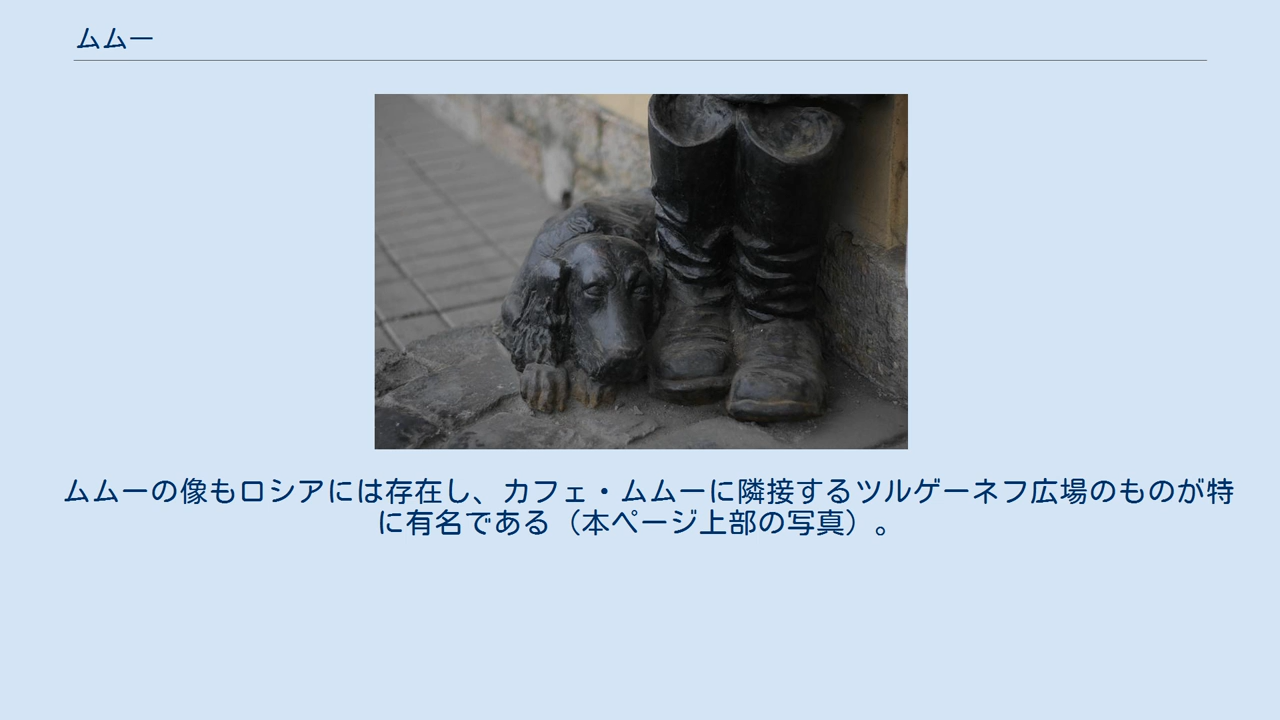 ムムー
ムムーの像もロシアには存在し、カフェ・ムムーに隣接するツルゲーネフ広場のものが特
に有名である（本ページ上部の写真）。